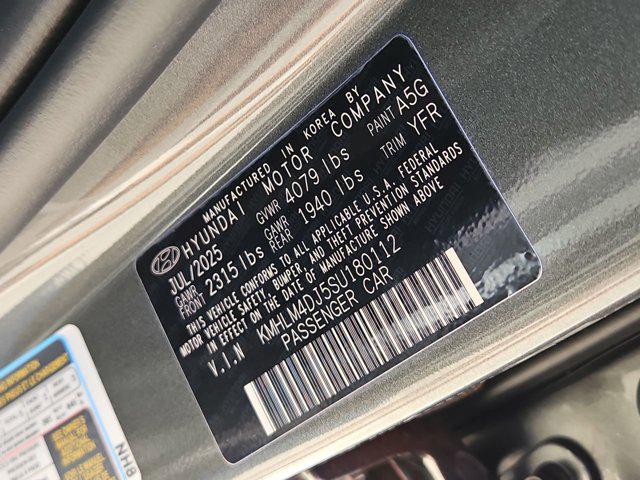 MANUFACTURED IN KOREA BY
HYUNDAI MOTOR COMPANY
JUL/2025 GVWR 4079 lbs PAINT A5G
GAWR FRONT 2315 lbs GAWR REAR 1940 lbs TRIM YFR
THIS VEHICLE CONFORMS TO ALL APPLICABLE U.S.A. FEDERAL
MOTOR VEHICLE SAFETY, BUMPER, AND THEFT PREVENTION STANDARDS
IN EFFECT ON THE DATE OF MANUFACTURE SHOWN ABOVE
V.I.N KMHLM4DJ5SU180112
PASSENGER CAR
NH8